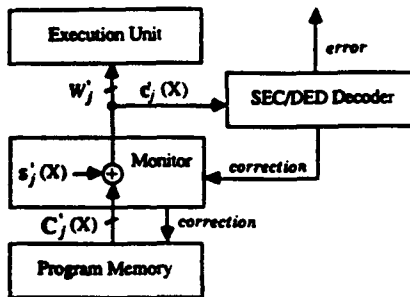 Execution Unit
error
W'j
c'j(X)
SEC/DED Decoder
Monitor
s'j(X)
+
correction
C'j(X)
correction
Program Memory